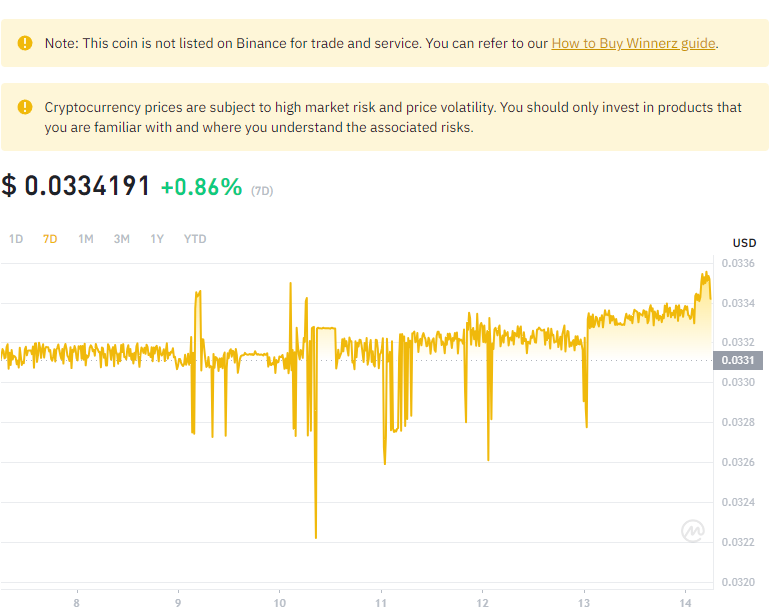 Note: This coin is not listed on Binance for trade and service. You can refer to our How to Buy Winnerz guide.
Cryptocurrency prices are subject to high market risk and price volatility. You should only invest in products that
you are familiar with and where you understand the associated risks.
$ 0.0334191 +0.86% (7D)
1D 7D 1M 3M 1Y YTD
USD
0.0336
0.0334
0.0332
0.0331
0.0330
0.0328
0.0326
0.0324
0.0322
0.0320
8 9 10 11 12 13 14